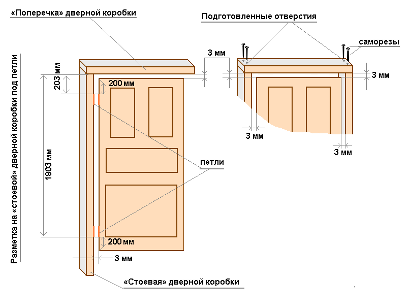 «Поперечка» дверной коробки
Подготовленные отверстия
саморезы
3 мм
3 мм
203 мм
200 мм
3 мм
3 мм
Разметка на «стоевой» дверной коробки под петли
1803 мм
петли
200 мм
3 мм
«Стоевая» дверной коробки